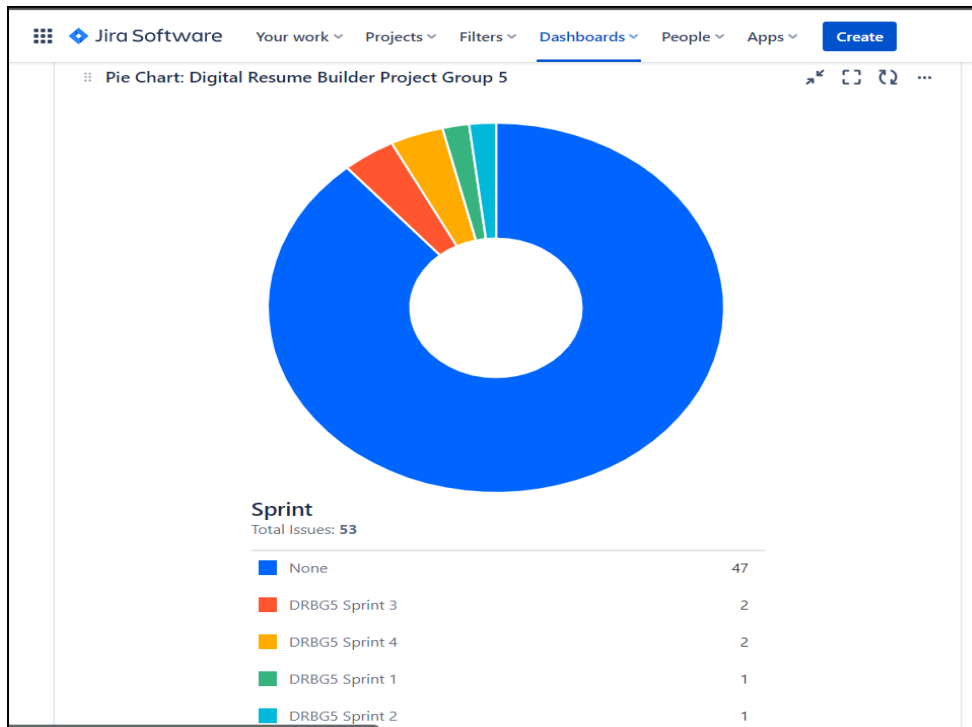 Jira Software Your work Projects Filters Dashboards People Apps Create
Pie Chart: Digital Resume Builder Project Group 5
Sprint
Total Issues: 53
None 47
DRBG5 Sprint 3 2
DRBG5 Sprint 4 2
DRBG5 Sprint 1 1
DRBG5 Sprint 2 1